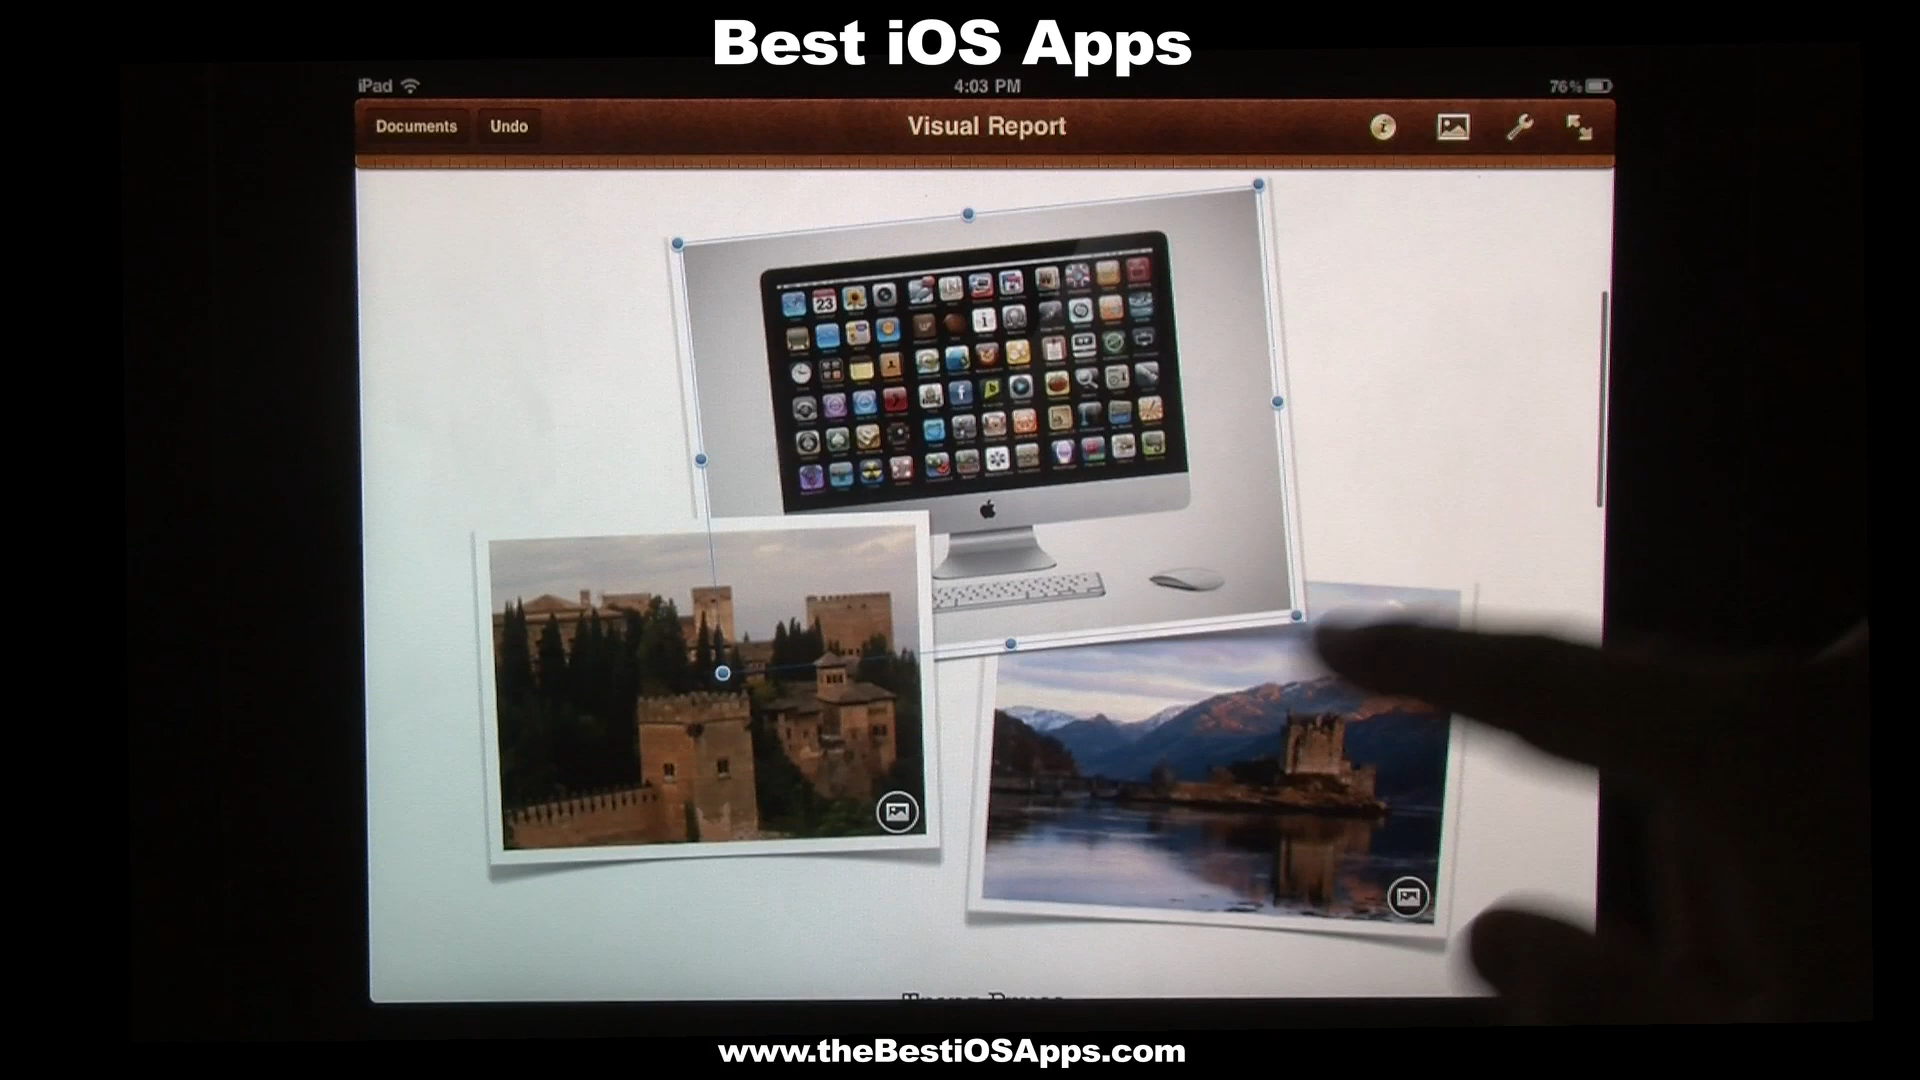 Best iOS Apps
iPad 4:03 PM 76%
Documents Undo Visual Report
23
www.theBestiOSApps.com